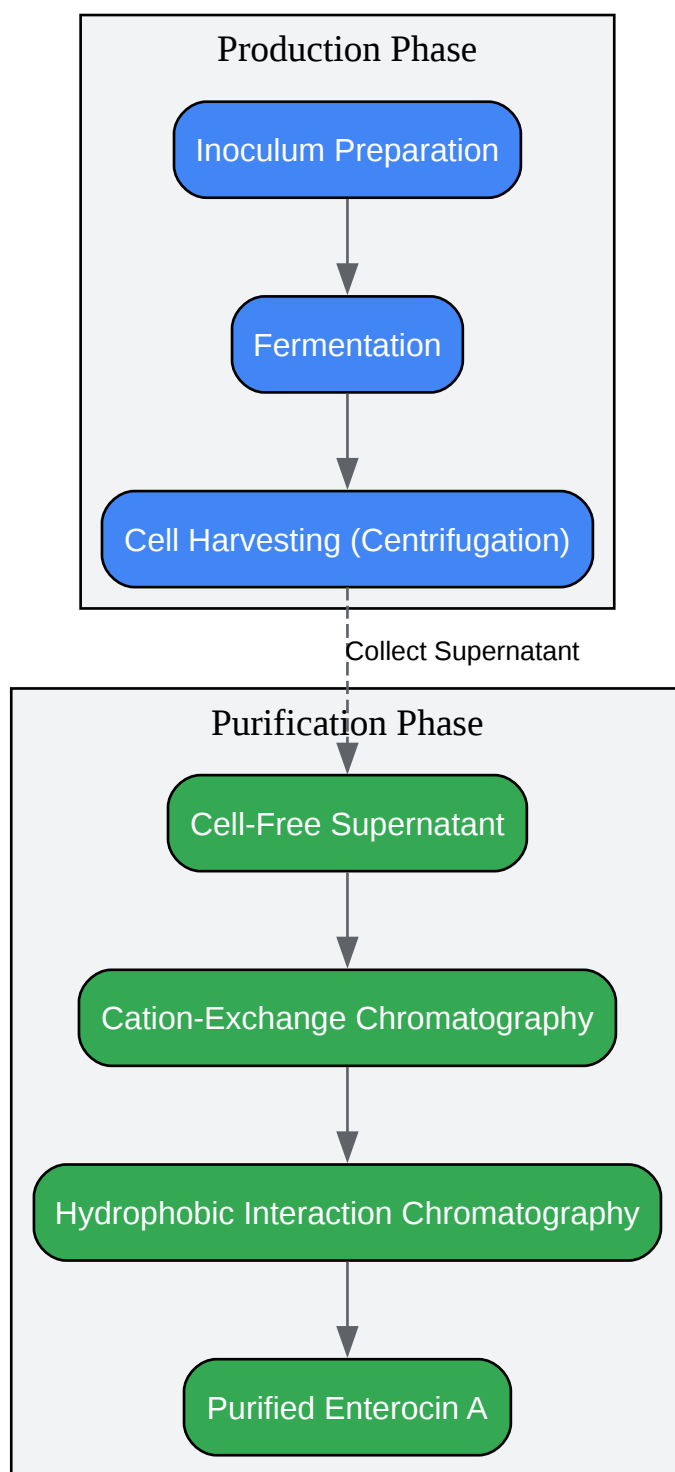 Production Phase
Inoculum Preparation
Fermentation
Cell Harvesting (Centrifugation)
Collect Supernatant
Purification Phase
Cell-Free Supernatant
Cation-Exchange Chromatography
Hydrophobic Interaction Chromatography
Purified Enterocin A